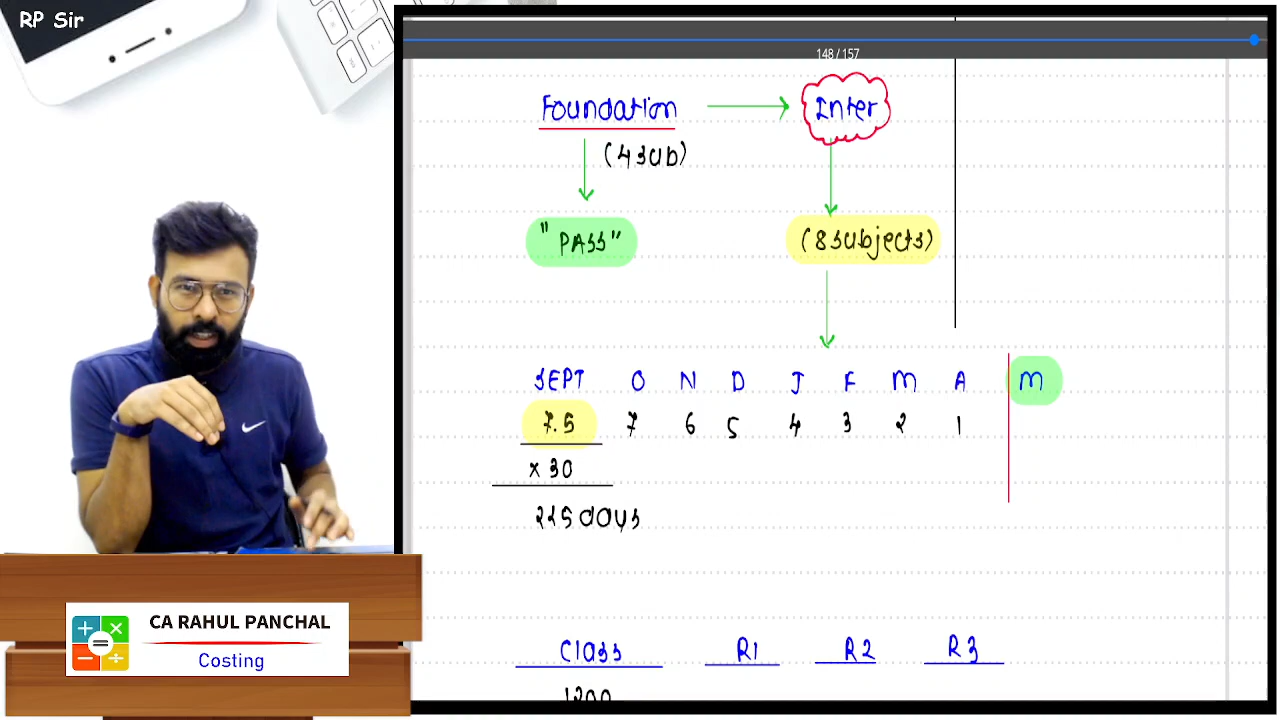 RP Sir
148 / 157
Foundation Inter
(4 sub)
"PASS" (8 subjects)
SEPT O N D J F M A M
7.5 7 6 5 4 3 2 1
x 30
225 days
CA RAHUL PANCHAL
Costing
Class R1 R2 R3
1200